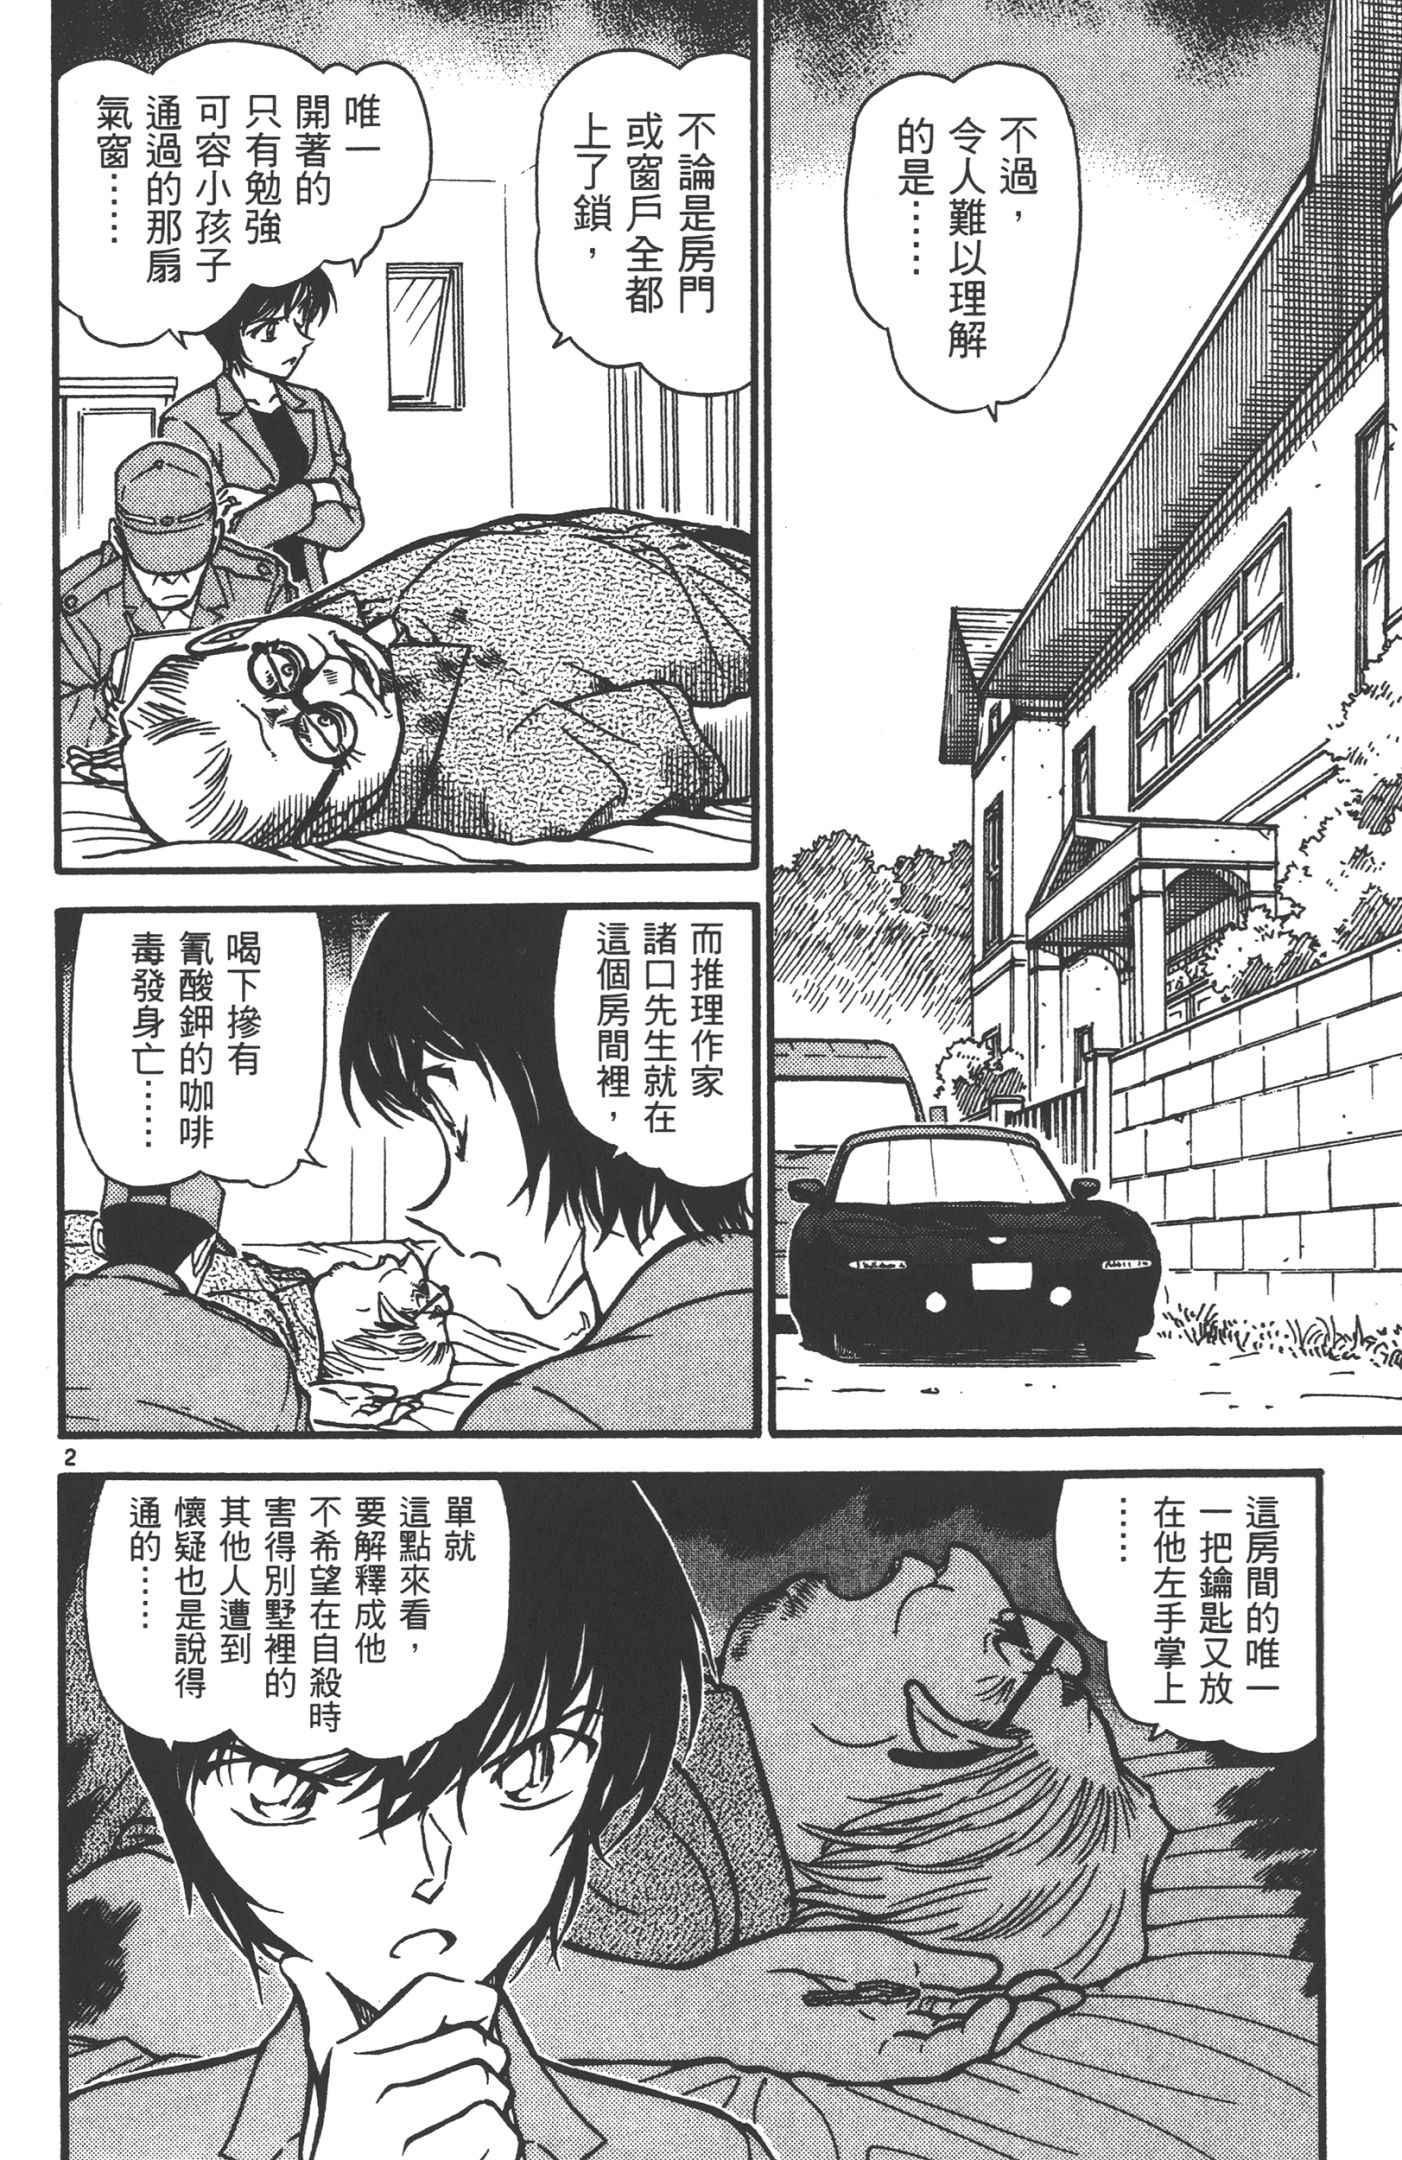 不過，
令人難以理解
的是……
不論是房門
或窗戶全都
上了鎖，
唯一
開著的
只有勉強
可容小孩子
通過的那扇
氣窗……
而推理作家
諸口先生就在
這個房間裡，
喝下摻有
氰酸鉀的咖啡
毒發身亡……
2
這房間的唯一
一把鑰匙又放
在他左手掌上
……
單就
這點來看，
要解釋成他
不希望在自殺時
害得別墅裡的
其他人遭到
懷疑也是說得
通的……